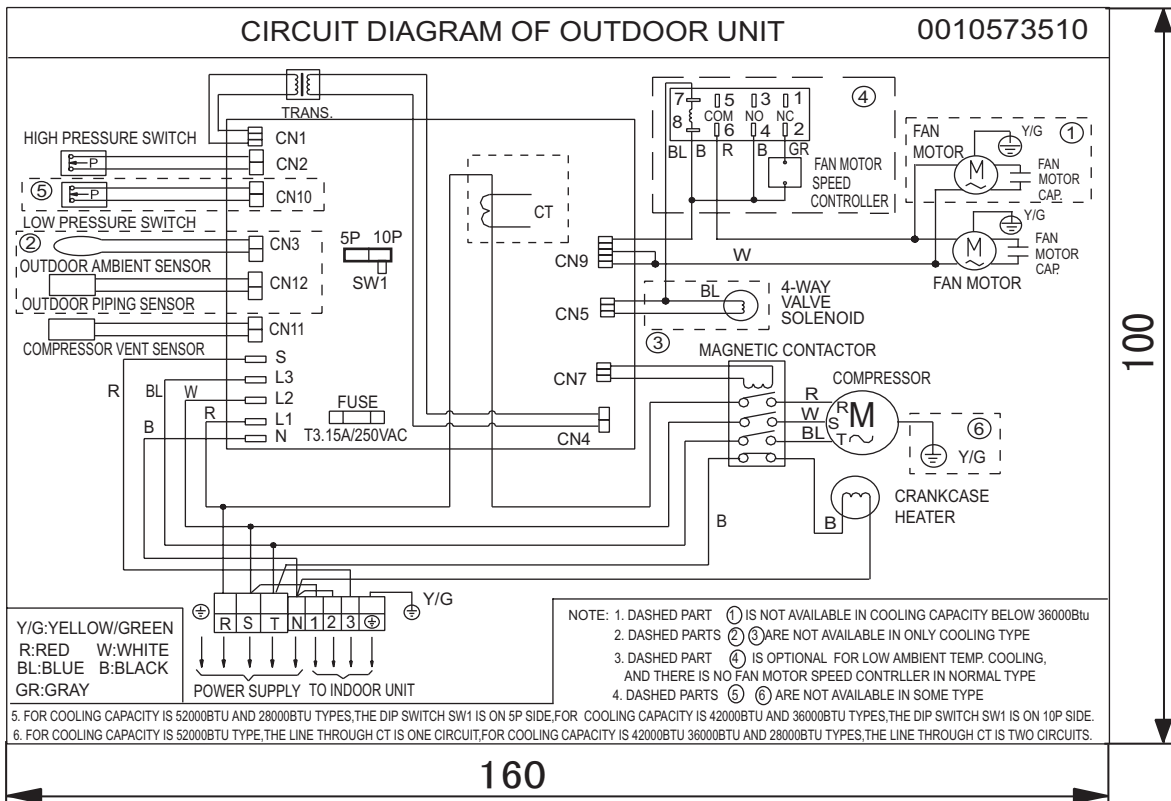 CIRCUIT DIAGRAM OF OUTDOOR UNIT 0010573510
TRANS.
HIGH PRESSURE SWITCH
P
CN1
CN2
⑤
P
CN10
LOW PRESSURE SWITCH
②
CN3
OUTDOOR AMBIENT SENSOR
CN12
OUTDOOR PIPING SENSOR
CN11
COMPRESSOR VENT SENSOR
5P 10P
SW1
CT
S
L3
L2
L1
N
R
BL
W
R
B
FUSE
T3.15A/250VAC
7 5 3 1
COM NO NC
8 6 4 2
BL B R B GR
④
FAN MOTOR
SPEED
CONTROLLER
FAN
MOTOR
M
Y/G
①
FAN
MOTOR
CAP.
Y/G
M
FAN
MOTOR
CAP.
FAN MOTOR
CN9
W
CN5
BL
4-WAY
VALVE
SOLENOID
③
CN7
MAGNETIC CONTACTOR
COMPRESSOR
R
W
BL
R
S
T
M
⑥
Y/G
CN4
CRANKCASE
HEATER
B
B
Y/G
R S T N 1 2 3
POWER SUPPLY TO INDOOR UNIT
Y/G:YELLOW/GREEN
R:RED W:WHITE
BL:BLUE B:BLACK
GR:GRAY
NOTE: 1. DASHED PART ① IS NOT AVAILABLE IN COOLING CAPACITY BELOW 36000Btu
2. DASHED PARTS ② ③ ARE NOT AVAILABLE IN ONLY COOLING TYPE
3. DASHED PART ④ IS OPTIONAL FOR LOW AMBIENT TEMP. COOLING,
AND THERE IS NO FAN MOTOR SPEED CONTRLLER IN NORMAL TYPE
4. DASHED PARTS ⑤ ⑥ ARE NOT AVAILABLE IN SOME TYPE
5. FOR COOLING CAPACITY IS 52000BTU AND 28000BTU TYPES,THE DIP SWITCH SW1 IS ON 5P SIDE,FOR COOLING CAPACITY IS 42000BTU AND 36000BTU TYPES,THE DIP SWITCH SW1 IS ON 10P SIDE.
6. FOR COOLING CAPACITY IS 52000BTU TYPE,THE LINE THROUGH CT IS ONE CIRCUIT,FOR COOLING CAPACITY IS 42000BTU 36000BTU AND 28000BTU TYPES,THE LINE THROUGH CT IS TWO CIRCUITS.
160
100